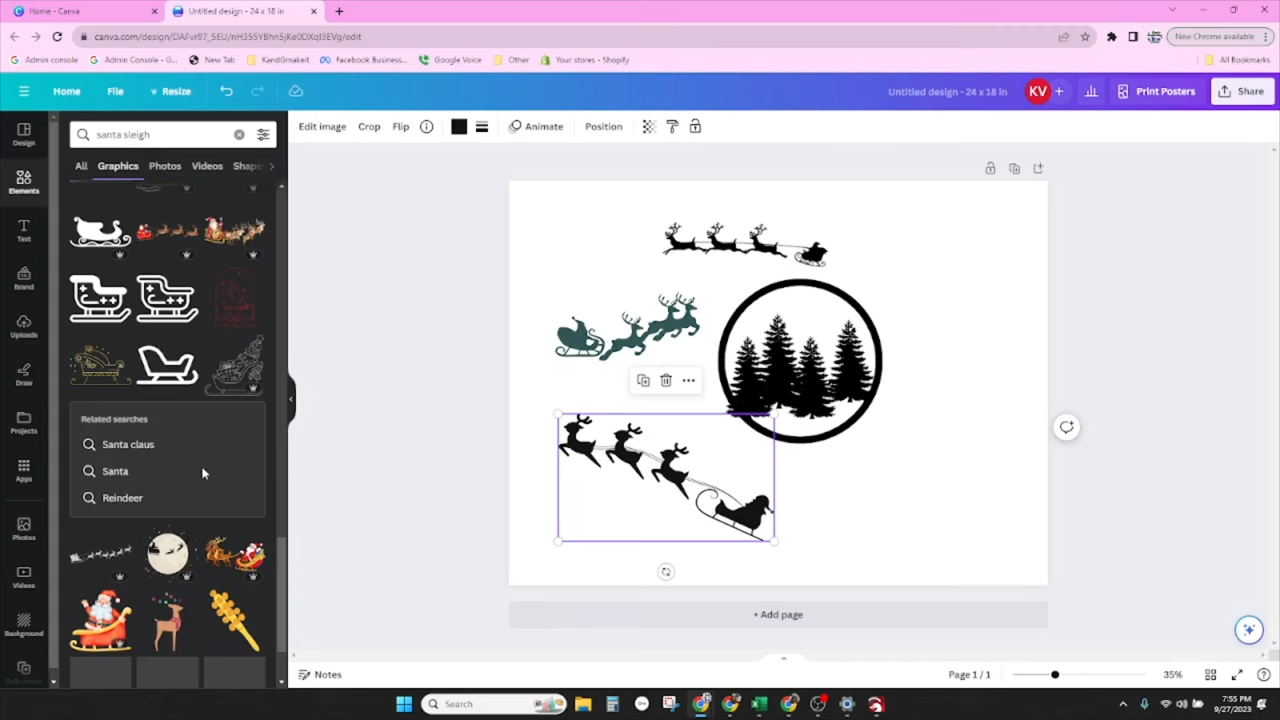 Home - Canva
Untitled design - 24 x 18 in
canva.com/design/DAFvr87_5EU/nH355YBhn5jKe0DXqI3EVg/edit
New Chrome available
Admin console
Admin Console - G...
New Tab
KandGmakeit
Facebook Business...
Google Voice
Other
Your stores - Shopify
All Bookmarks
Home
File
Resize
Untitled design - 24 x 18 in
KV
Print Posters
Share
Design
Elements
Text
Brand
Uploads
Draw
Projects
Apps
Photos
Videos
Background
santa sleigh
All
Graphics
Photos
Videos
Shape
Related searches
Santa claus
Santa
Reindeer
Edit image
Crop
Flip
Animate
Position
+ Add page
Notes
Page 1 / 1
35%
Search
7:55 PM
9/27/2023